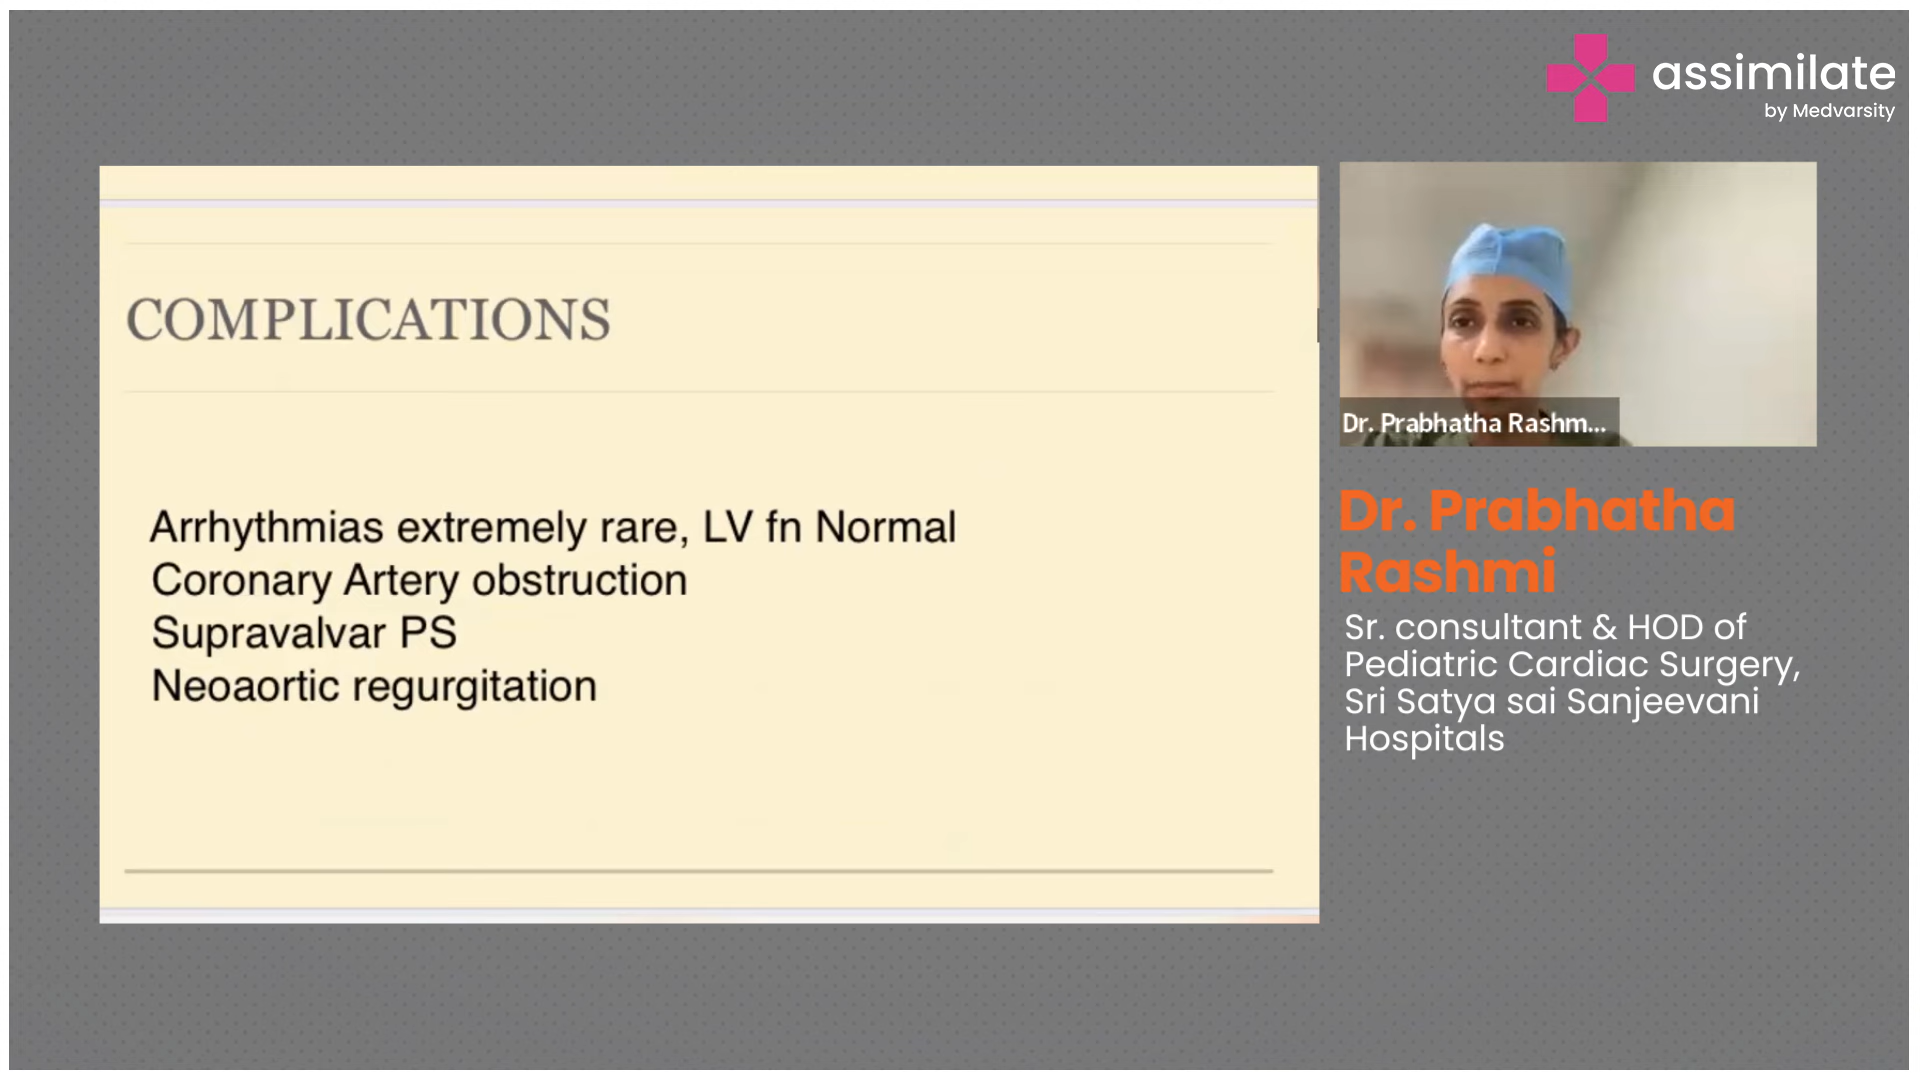 assimilate
by Medvarsity
COMPLICATIONS
Arrhythmias extremely rare, LV fn Normal
Coronary Artery obstruction
Supravalvar PS
Neoaortic regurgitation
Dr. Prabhatha Rashm...
Dr. Prabhatha
Rashmi
Sr. consultant & HOD of
Pediatric Cardiac Surgery,
Sri Satya sai Sanjeevani
Hospitals